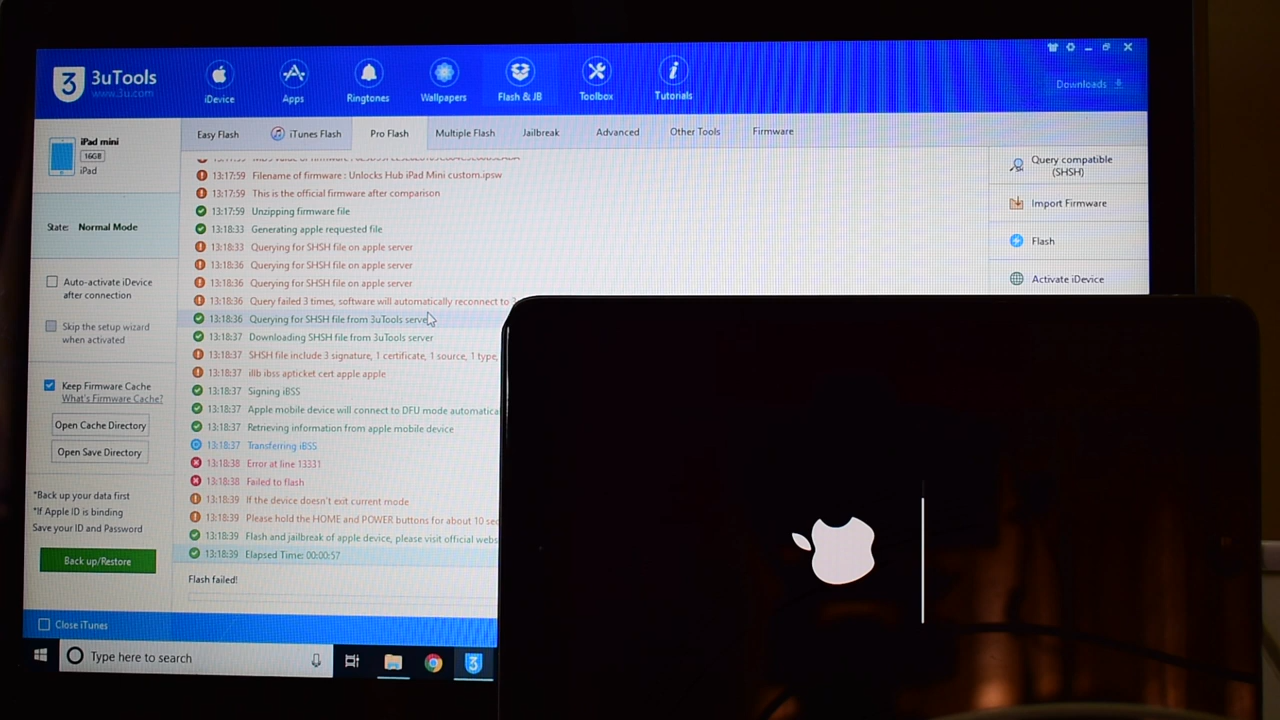 3 3uTools
www.3u.com
iDevice
Apps
Ringtones
Wallpapers
Flash & JB
Toolbox
Tutorials
Downloads
iPad mini
16GB
iPad
State: Normal Mode
Auto-activate iDevice
after connection
Skip the setup wizard
when activated
Keep Firmware Cache
What's Firmware Cache?
Open Cache Directory
Open Save Directory
*Back up your data first
*If Apple ID is binding
Save your ID and Password
Back up/Restore
Close iTunes
Easy Flash
iTunes Flash
Pro Flash
Multiple Flash
Jailbreak
Advanced
Other Tools
Firmware
13:17:59 Filename of firmware : Unlocks Hub iPad Mini custom.ipsw
13:17:59 This is the official firmware after comparison
13:17:59 Unzipping firmware file
13:18:33 Generating apple requested file
13:18:33 Querying for SHSH file on apple server
13:18:36 Querying for SHSH file on apple server
13:18:36 Querying for SHSH file on apple server
13:18:36 Query failed 3 times, software will automatically reconnect to
13:18:36 Querying for SHSH file from 3uTools server
13:18:37 Downloading SHSH file from 3uTools server
13:18:37 SHSH file include 3 signature, 1 certificate, 1 source, 1 type,
13:18:37 illb ibss apticket cert apple apple
13:18:37 Signing iBSS
13:18:37 Apple mobile device will connect to DFU mode automatica
13:18:37 Retrieving information from apple mobile device
13:18:37 Transferring iBSS
13:18:38 Error at line 13331
13:18:38 Failed to flash
13:18:39 If the device doesn't exit current mode
13:18:39 Please hold the HOME and POWER buttons for about 10 sec
13:18:39 Flash and jailbreak of apple device, please visit official webs
13:18:39 Elapsed Time: 00:00:57
Flash failed!
Query compatible
(SHSH)
Import Firmware
Flash
Activate iDevice
Type here to search
3